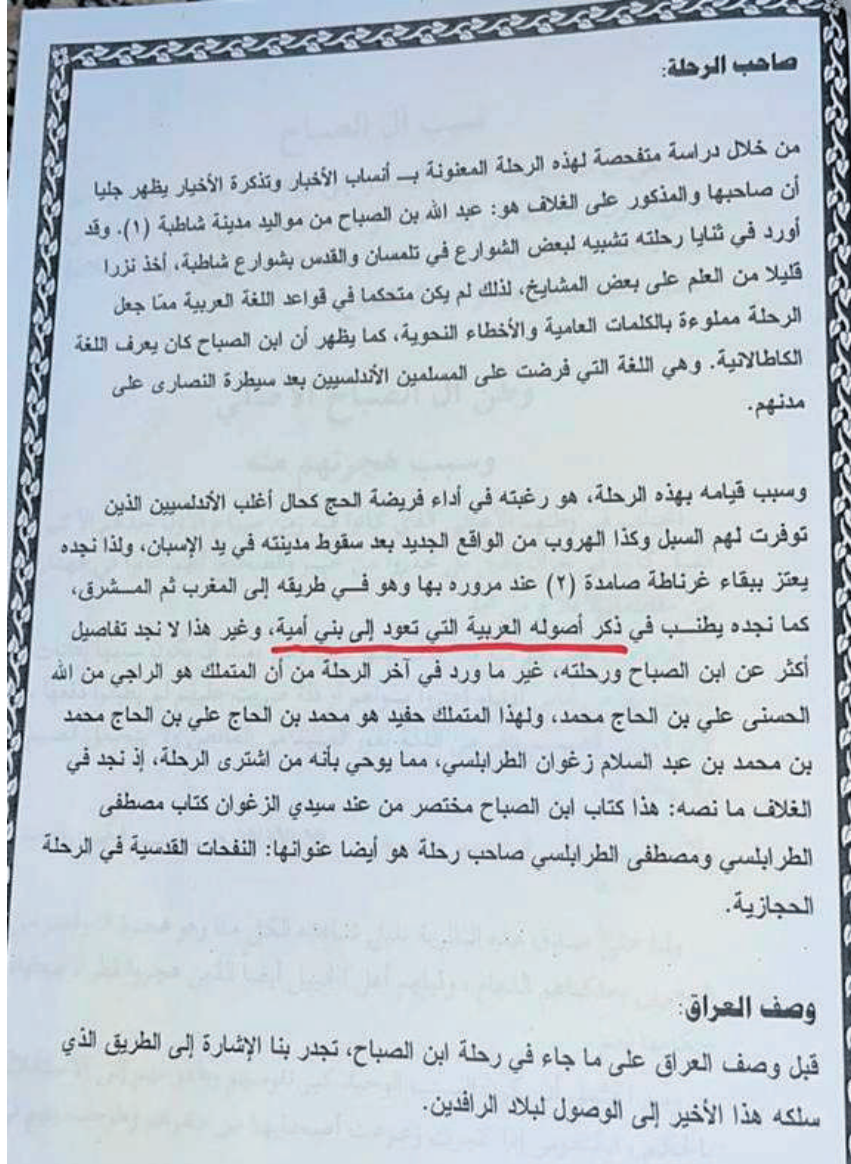 صاحب الرحلة:
من خلال دراسة متفحصة لهذه الرحلة المعنونة بـ أنساب الأخبار وتذكرة الأخيار يظهر جليا
أن صاحبها والمذكور على الغلاف هو: عبد الله بن الصباح من مواليد مدينة شاطبة (١). وقد
أورد في ثنايا رحلته تشبيه لبعض الشوارع في تلمسان والقدس بشوارع شاطبة، أخذ نزرا
قليلا من العلم على بعض المشايخ، لذلك لم يكن متحكما في قواعد اللغة العربية ممّا جعل
الرحلة مملوءة بالكلمات العامية والأخطاء النحوية، كما يظهر أن ابن الصباح كان يعرف اللغة
الكاطالانية. وهي اللغة التي فرضت على المسلمين الأندلسيين بعد سيطرة النصارى على
مدنهم.
وسبب قيامه بهذه الرحلة، هو رغبته في أداء فريضة الحج كحال أغلب الأندلسيين الذين
توفرت لهم السبل وكذا الهروب من الواقع الجديد بعد سقوط مدينته في يد الإسبان، ولذا نجده
يعتز ببقاء غرناطة صامدة (٢) عند مروره بها وهو فـــي طريقه إلى المغرب ثم المـــشرق،
كما نجده يطنـــب في ذكر أصوله العربية التي تعود إلى بني أمية، وغير هذا لا نجد تفاصيل
أكثر عن ابن الصباح ورحلته، غير ما ورد في آخر الرحلة من أن المتملك هو الراجي من الله
الحسنى علي بن الحاج محمد، ولهذا المتملك حفيد هو محمد بن الحاج علي بن الحاج محمد
بن محمد بن عبد السلام زغوان الطرابلسي، مما يوحي بأنه من اشترى الرحلة، إذ نجد في
الغلاف ما نصه: هذا كتاب ابن الصباح مختصر من عند سيدي الزغوان كتاب مصطفى
الطرابلسي ومصطفى الطرابلسي صاحب رحلة هو أيضا عنوانها: النفحات القدسية في الرحلة
الحجازية.
وصف العراق:
قبل وصف العراق على ما جاء في رحلة ابن الصباح، تجدر بنا الإشارة إلى الطريق الذي
سلكه هذا الأخير إلى الوصول لبلاد الرافدين.